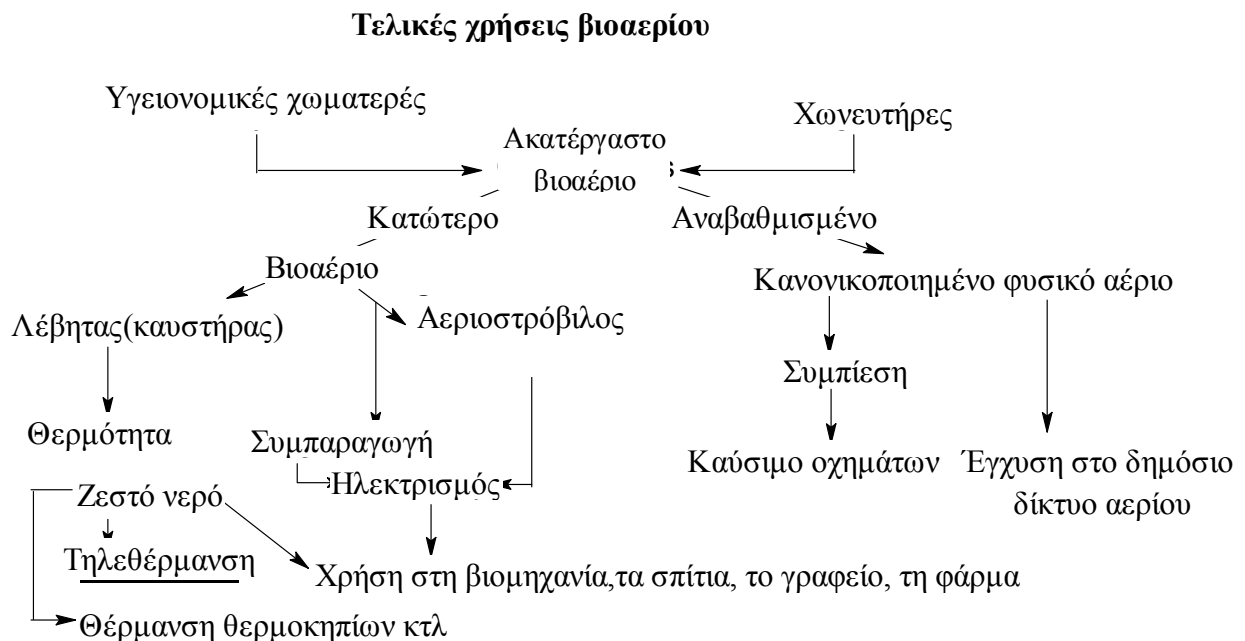 Τελικές χρήσεις βιοαερίου
Υγειονομικές χωματερές
Χωνευτήρες
Ακατέργαστο
βιοαέριο
Κατώτερο
Αναβαθμισμένο
Βιοαέριο
Κανονικοποιημένο φυσικό αέριο
Λέβητας(καυστήρας)
Αεριοστρόβιλος
Συμπίεση
Θερμότητα
Συμπαραγωγή
Καύσιμο οχημάτων
Έγχυση στο δημόσιο
δίκτυο αερίου
Ηλεκτρισμός
Ζεστό νερό
Τηλεθέρμανση
Χρήση στη βιομηχανία,τα σπίτια, το γραφείο, τη φάρμα
Θέρμανση θερμοκηπίων κτλ